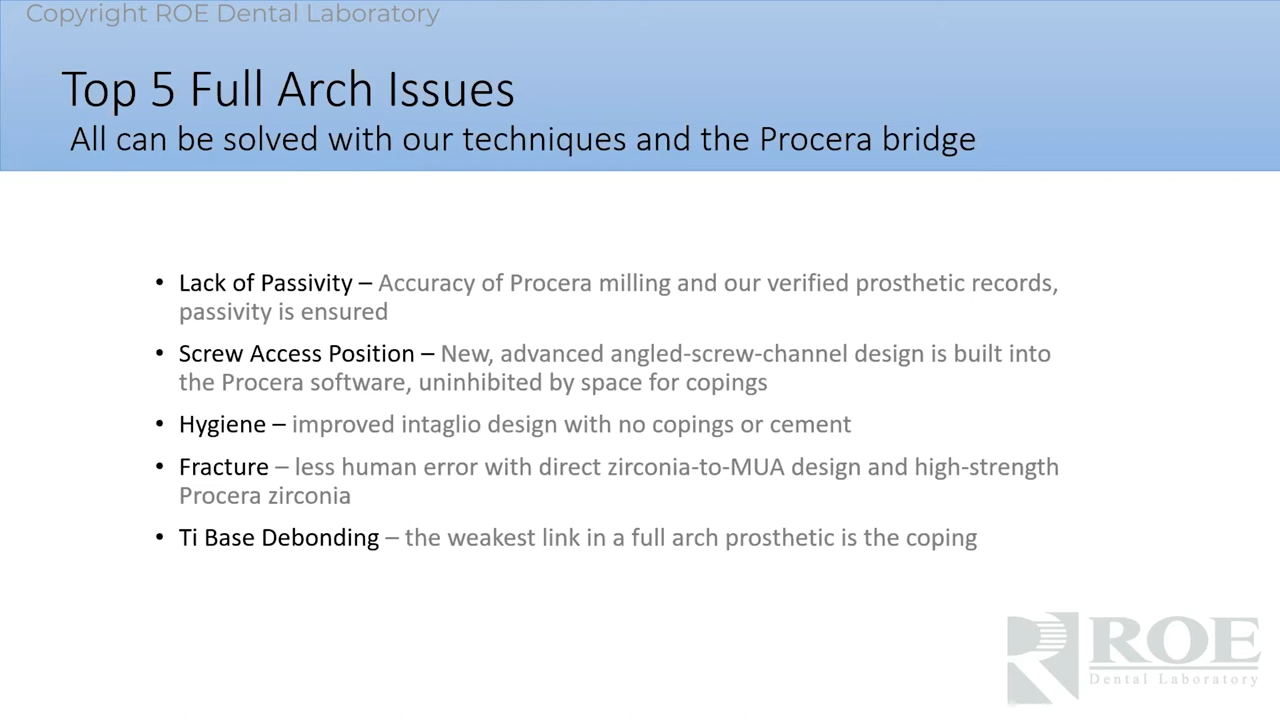 Copyright ROE Dental Laboratory
Top 5 Full Arch Issues
All can be solved with our techniques and the Procera bridge
• Lack of Passivity – Accuracy of Procera milling and our verified prosthetic records,
passivity is ensured
• Screw Access Position – New, advanced angled-screw-channel design is built into
the Procera software, uninhibited by space for copings
• Hygiene – improved intaglio design with no copings or cement
• Fracture – less human error with direct zirconia-to-MUA design and high-strength
Procera zirconia
• Ti Base Debonding – the weakest link in a full arch prosthetic is the coping
ROE
Dental Laboratory